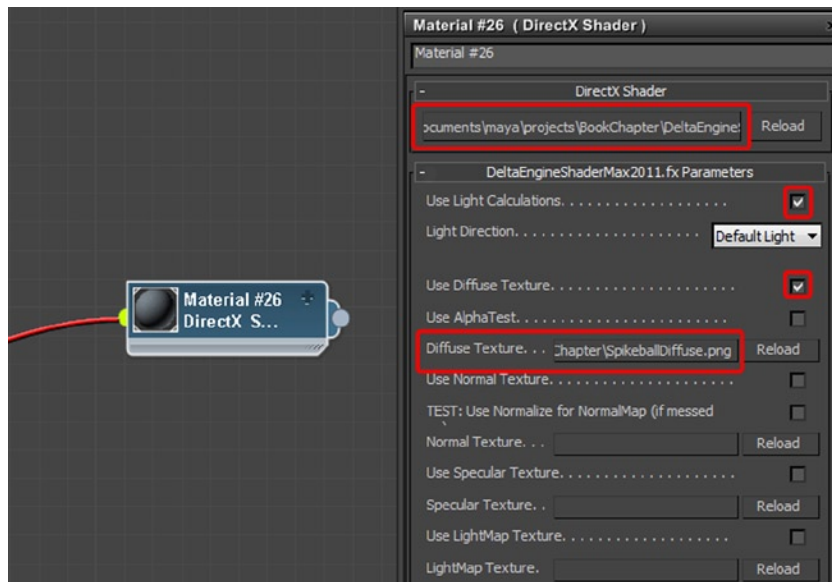 Material #26 ( DirectX Shader )
Material #26
- DirectX Shader
ocuments\maya\projects\BookChapter\DeltaEngine Reload
- DeltaEngineShaderMax2011.fx Parameters
Use Light Calculations. . . . . . . . . . . . . . . . . . .
Light Direction. . . . . . . . . . . . . . . . . . . . . Default Light
Use Diffuse Texture. . . . . . . . . . . . . . . . . . . . .
Use AlphaTest. . . . . . . . . . . . . . . . . . . . . . . .
Diffuse Texture. . . Chapter\SpikeballDiffuse.png Reload
Use Normal Texture. . . . . . . . . . . . . . . . . . . . .
TEST: Use Normalize for NormalMap (if messed
Normal Texture. . . Reload
Use Specular Texture. . . . . . . . . . . . . . . . . . . .
Specular Texture. . Reload
Use LightMap Texture. . . . . . . . . . . . . . . . . . . .
LightMap Texture. Reload
Material #26
DirectX S...